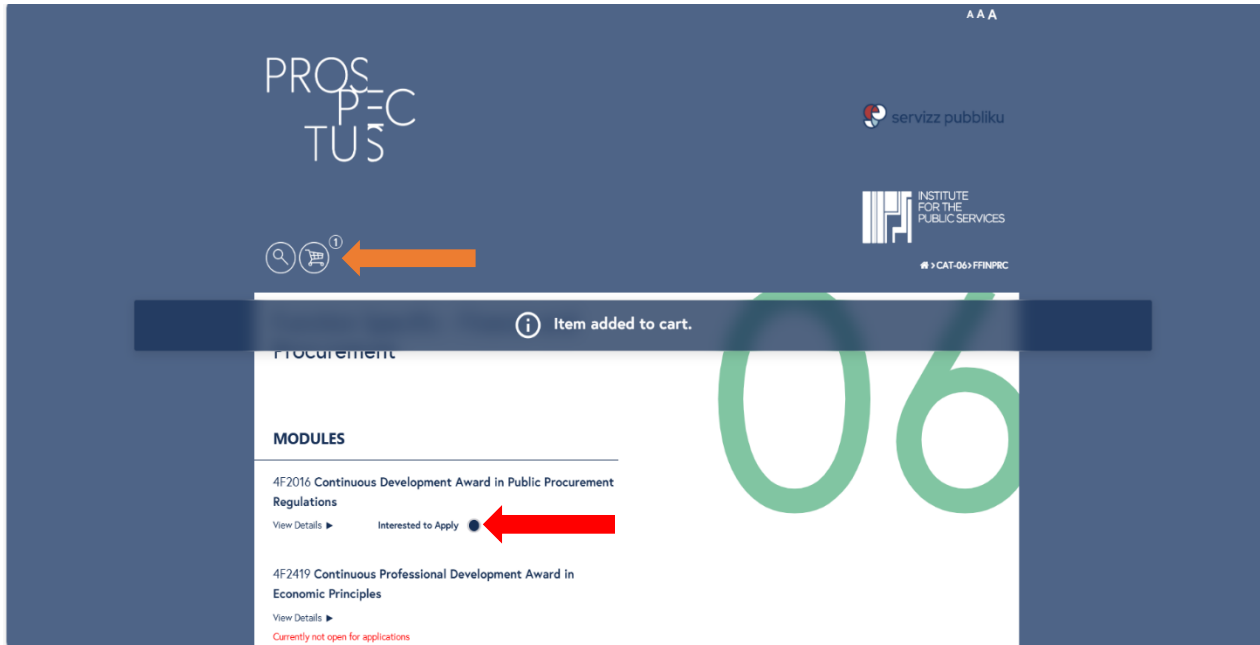 A A A
PROS
PEC
TUS
servizz pubbliku
INSTITUTE
FOR THE
PUBLIC SERVICES
1
> CAT-06 > FFINPRC
Item added to cart.
Procurement
06
MODULES
4F2016 Continuous Development Award in Public Procurement
Regulations
View Details ▶ Interested to Apply
4F2419 Continuous Professional Development Award in
Economic Principles
View Details ▶
Currently not open for applications